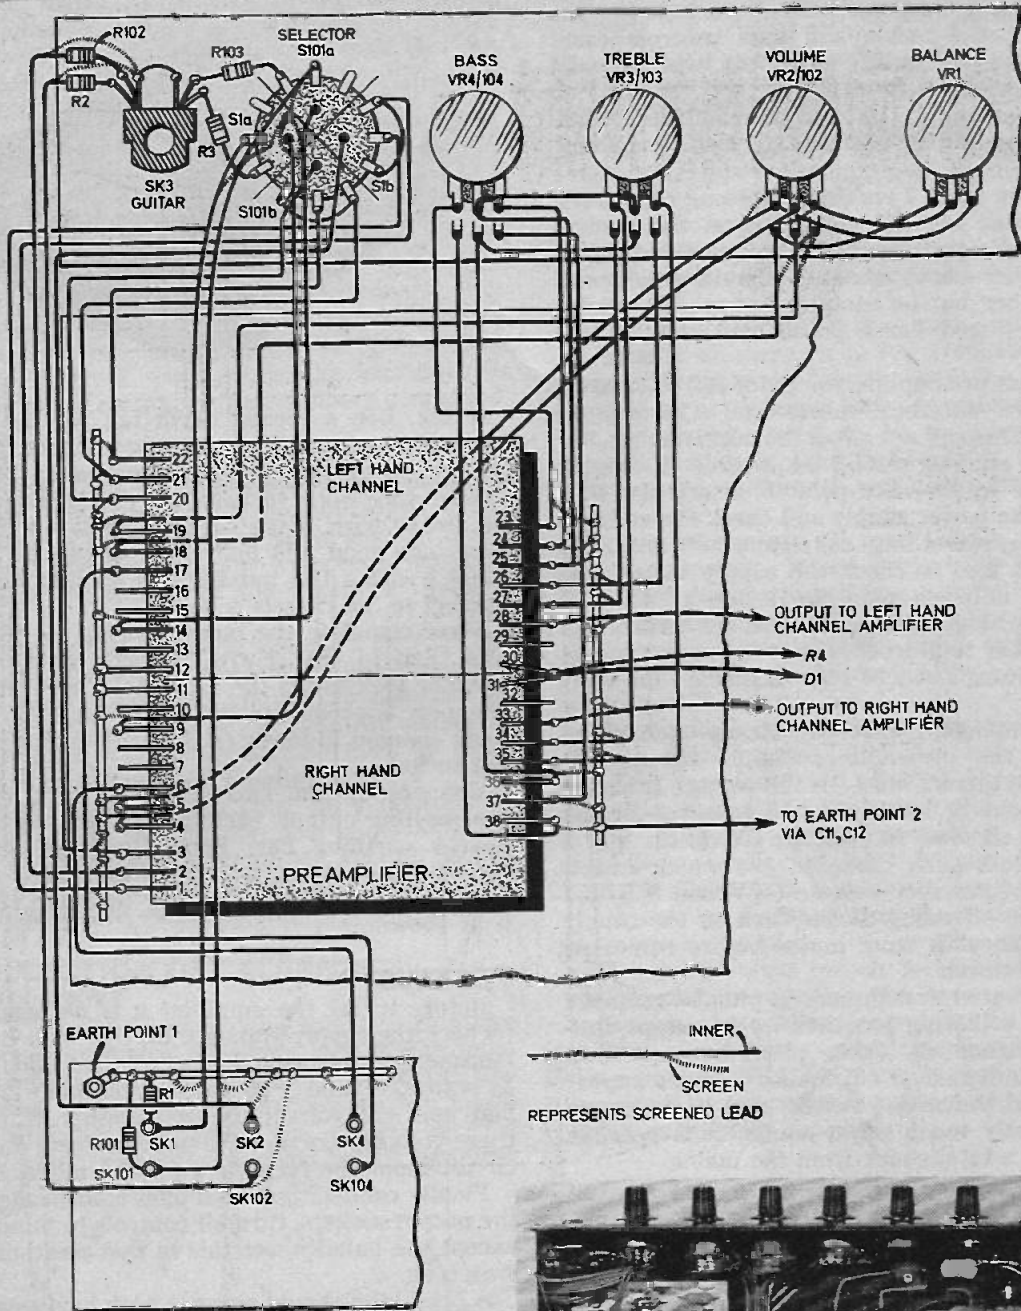 R102
R103
SELECTOR
S101a
R2
S1a
R3
S1b
S101b
SK3
GUITAR
BASS
VR4/104
TREBLE
VR3/103
VOLUME
VR2/102
BALANCE
VR1
LEFT HAND
CHANNEL
22
21
20
19
18
17
16
15
14
13
12
11
10
9
8
7
6
5
4
3
2
1
23
24
25
26
27
28
29
30
31
32
33
34
35
36
37
38
RIGHT HAND
CHANNEL
PREAMPLIFIER
OUTPUT TO LEFT HAND
CHANNEL AMPLIFIER
R4
D1
OUTPUT TO RIGHT HAND
CHANNEL AMPLIFIER
TO EARTH POINT 2
VIA C11, C12
EARTH POINT 1
R1
R101
SK1
SK2
SK4
SK101
SK102
SK104
INNER
SCREEN
REPRESENTS SCREENED LEAD